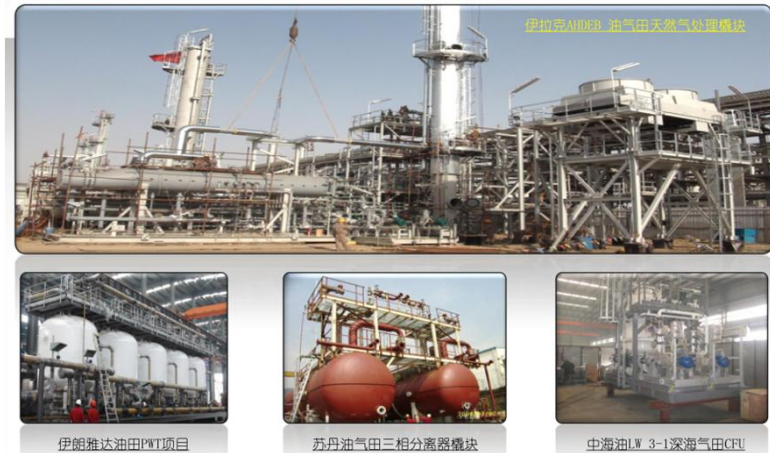 伊拉克AHDEB 油气田天然气处理橇块
伊朗雅达油田PWT项目
苏丹油气田三相分离器橇块
中海油LW 3-1深海气田CFU